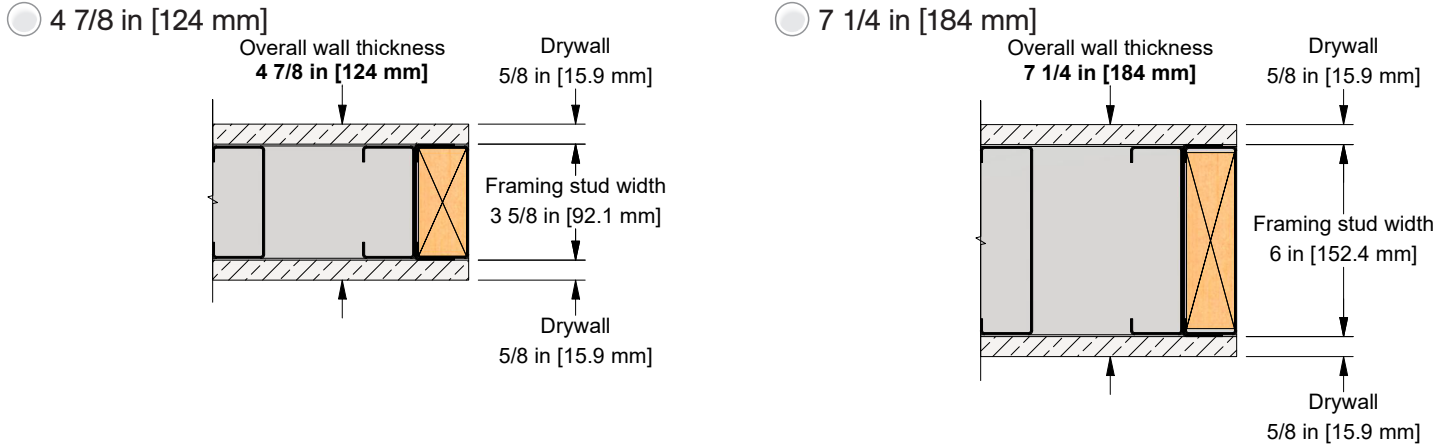 4 7/8 in [124 mm]
Overall wall thickness
4 7/8 in [124 mm]
Drywall
5/8 in [15.9 mm]
Framing stud width
3 5/8 in [92.1 mm]
Drywall
5/8 in [15.9 mm]
7 1/4 in [184 mm]
Overall wall thickness
7 1/4 in [184 mm]
Drywall
5/8 in [15.9 mm]
Framing stud width
6 in [152.4 mm]
Drywall
5/8 in [15.9 mm]